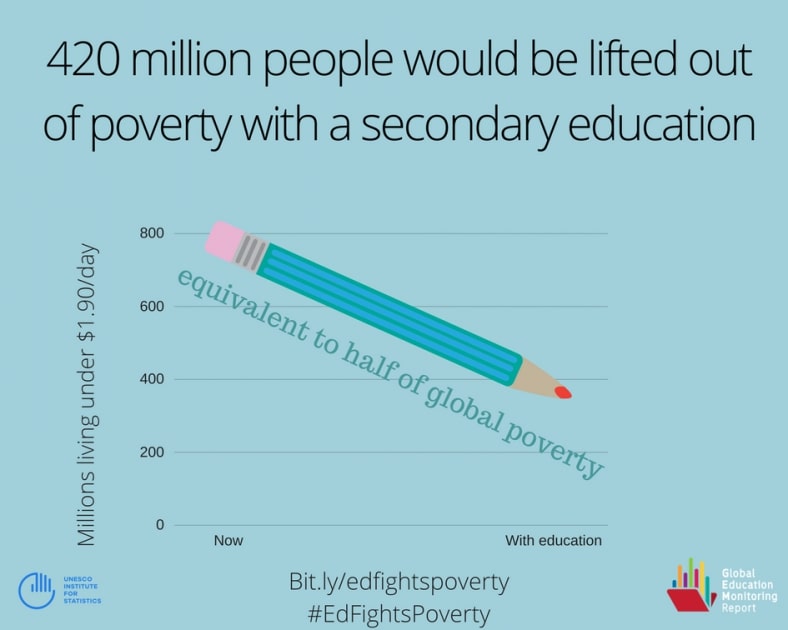 420 million people would be lifted out
of poverty with a secondary education
Millions living under $1.90/day
800
600
400
200
0
equivalent to half of global poverty
Now
With education
UNESCO
INSTITUTE
FOR
STATISTICS
Bit.ly/edfightspoverty
#EdFightsPoverty
Global
Education
Monitoring
Report